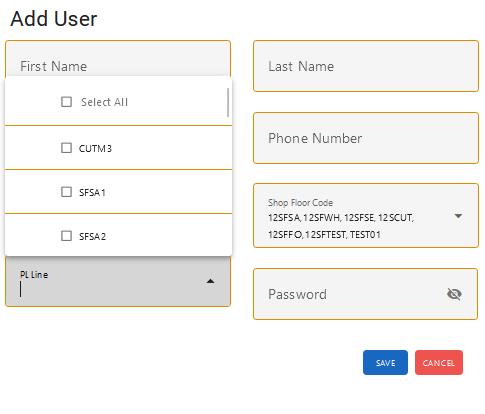 Add User
First Name
Last Name
Select All
CUTM3
SFSA1
SFSA2
Phone Number
Shop Floor Code
12SFSA, 12SFWH, 12SFSE, 12SCUT,
12SFFO, 12SFTEST, TEST01
PL Line
Password
SAVE
CANCEL